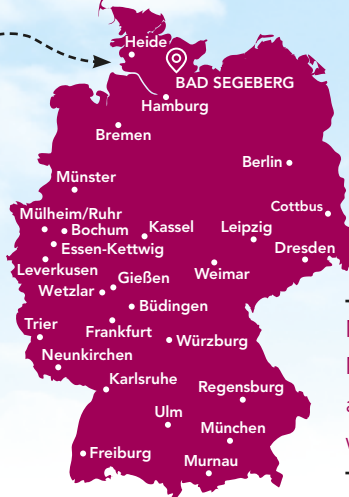 Heide
BAD SEGEBERG
Hamburg
Bremen
Berlin
Münster
Cottbus
Mülheim/Ruhr
Bochum
Kassel
Leipzig
Essen-Kettwig
Dresden
Leverkusen
Gießen
Weimar
Wetzlar
Büdingen
Trier
Frankfurt
Würzburg
Neunkirchen
Karlsruhe
Regensburg
Ulm
München
Freiburg
Murnau